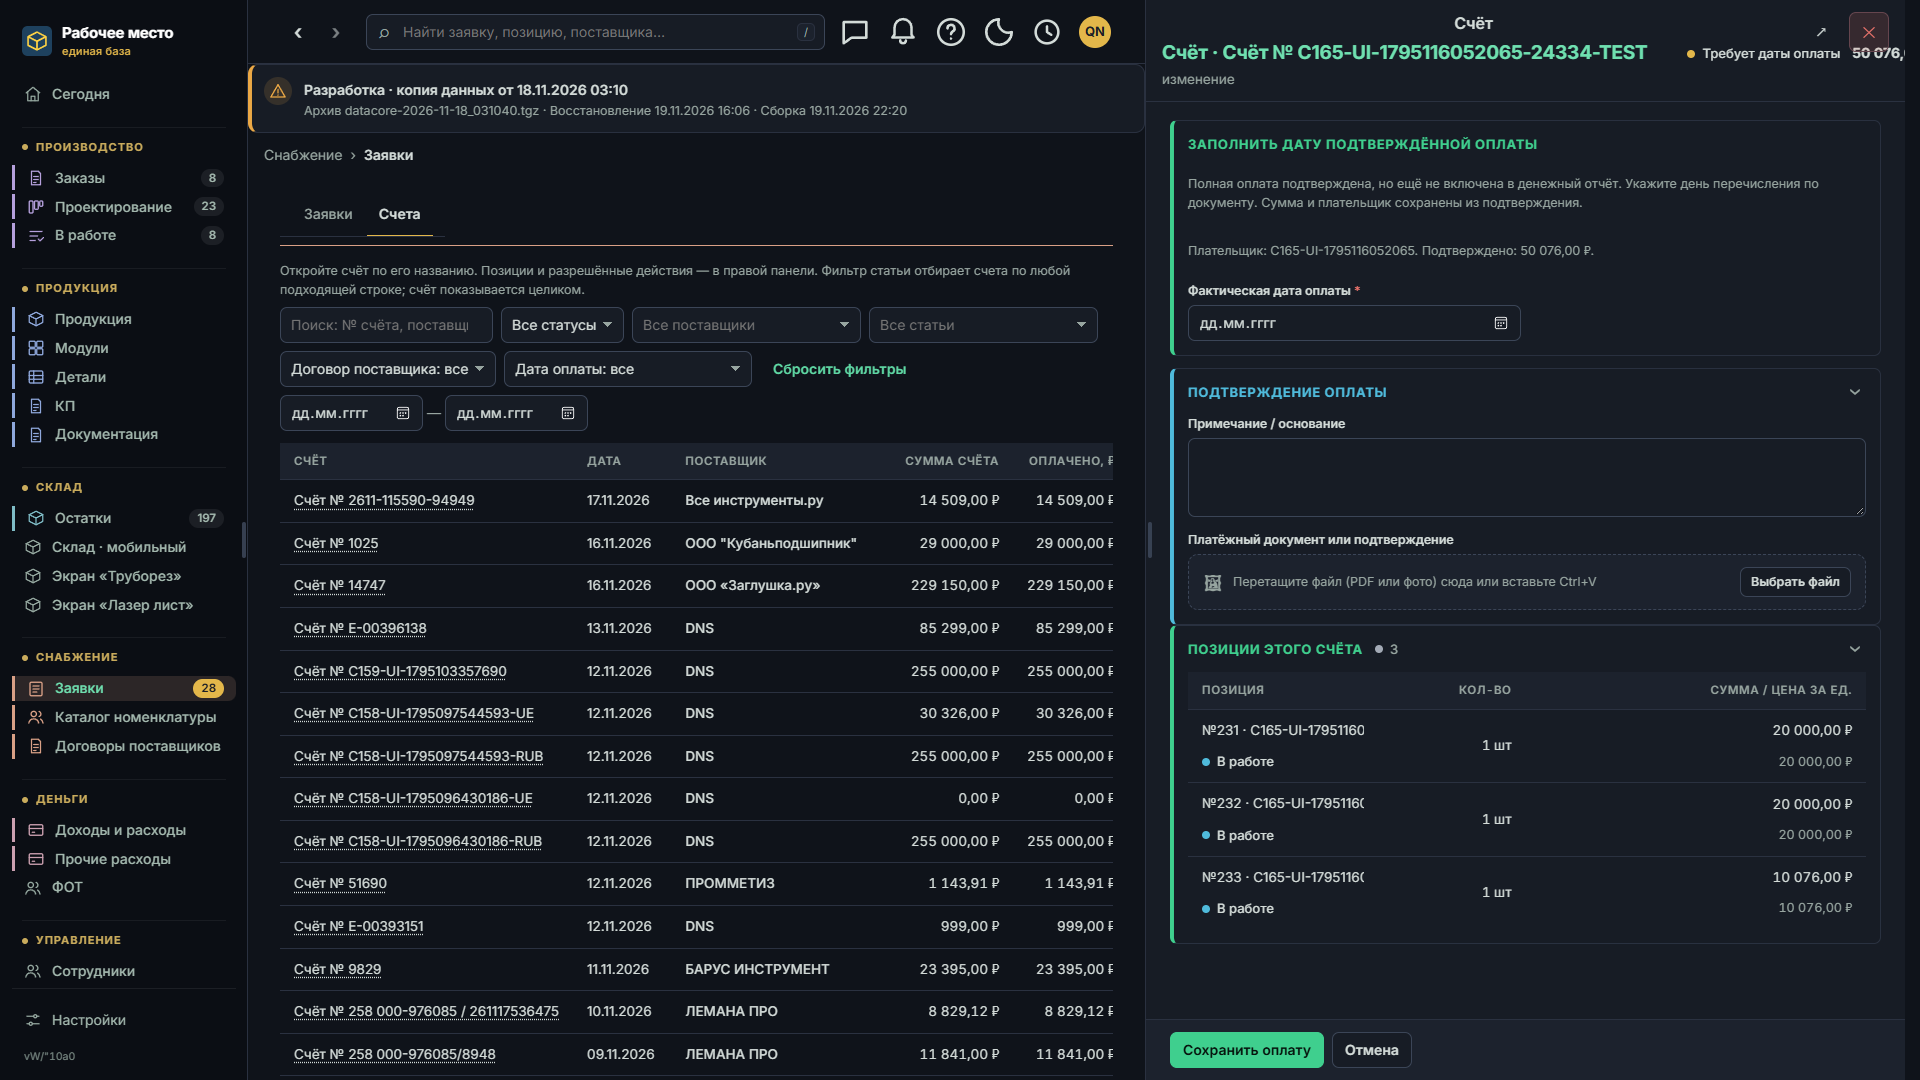 Рабочее место
единая база
Сегодня
ПРОИЗВОДСТВО
Заказы 8
Проектирование 23
В работе 8
ПРОДУКЦИЯ
Продукция
Модули
Детали
КП
Документация
СКЛАД
Остатки 197
Склад · мобильный
Экран «Труборез»
Экран «Лазер лист»
СНАБЖЕНИЕ
Заявки 28
Каталог номенклатуры
Договоры поставщиков
ДЕНЬГИ
Доходы и расходы
Прочие расходы
ФОТ
УПРАВЛЕНИЕ
Сотрудники
Настройки
vW/"10a0
Найти заявку, позицию, поставщика... /
QN
Разработка · копия данных от 18.11.2026 03:10
Архив datacore-2026-11-18_031040.tgz · Восстановление 19.11.2026 16:06 · Сборка 19.11.2026 22:20
Снабжение › Заявки
Заявки Счета
Откройте счёт по его названию. Позиции и разрешённые действия — в правой панели. Фильтр статьи отбирает счета по любой
подходящей строке; счёт показывается целиком.
Поиск: № счёта, поставщи Все статусы Все поставщики Все статьи
Договор поставщика: все Дата оплаты: все Сбросить фильтры
дд.мм.гггг — дд.мм.гггг
СЧЁТ ДАТА ПОСТАВЩИК СУММА СЧЁТА ОПЛАЧЕНО, ₽
Счёт № 2611-115590-94949 17.11.2026 Все инструменты.ру 14 509,00 ₽ 14 509,00 ₽
Счёт № 1025 16.11.2026 ООО "Кубаньподшипник" 29 000,00 ₽ 29 000,00 ₽
Счёт № 14747 16.11.2026 ООО «Заглушка.ру» 229 150,00 ₽ 229 150,00 ₽
Счёт № Е-00396138 13.11.2026 DNS 85 299,00 ₽ 85 299,00 ₽
Счёт № C159-UI-1795103357690 12.11.2026 DNS 255 000,00 ₽ 255 000,00 ₽
Счёт № C158-UI-1795097544593-UE 12.11.2026 DNS 30 326,00 ₽ 30 326,00 ₽
Счёт № C158-UI-1795097544593-RUB 12.11.2026 DNS 255 000,00 ₽ 255 000,00 ₽
Счёт № C158-UI-1795096430186-UE 12.11.2026 DNS 0,00 ₽ 0,00 ₽
Счёт № C158-UI-1795096430186-RUB 12.11.2026 DNS 255 000,00 ₽ 255 000,00 ₽
Счёт № 51690 12.11.2026 ПРОММЕТИЗ 1 143,91 ₽ 1 143,91 ₽
Счёт № Е-00393151 12.11.2026 DNS 999,00 ₽ 999,00 ₽
Счёт № 9829 11.11.2026 БАРУС ИНСТРУМЕНТ 23 395,00 ₽ 23 395,00 ₽
Счёт № 258 000-976085 / 261117536475 10.11.2026 ЛЕМАНА ПРО 8 829,12 ₽ 8 829,12 ₽
Счёт № 258 000-976085/8948 09.11.2026 ЛЕМАНА ПРО 11 841,00 ₽ 11 841,00 ₽
Счёт
Счёт · Счёт № C165-UI-1795116052065-24334-TEST Требует даты оплаты 50 076,
изменение
ЗАПОЛНИТЬ ДАТУ ПОДТВЕРЖДЁННОЙ ОПЛАТЫ
Полная оплата подтверждена, но ещё не включена в денежный отчёт. Укажите день перечисления по
документу. Сумма и плательщик сохранены из подтверждения.
Плательщик: C165-UI-1795116052065. Подтверждено: 50 076,00 ₽.
Фактическая дата оплаты *
дд.мм.гггг
ПОДТВЕРЖДЕНИЕ ОПЛАТЫ
Примечание / основание
Платёжный документ или подтверждение
Перетащите файл (PDF или фото) сюда или вставьте Ctrl+V Выбрать файл
ПОЗИЦИИ ЭТОГО СЧЁТА 3
ПОЗИЦИЯ КОЛ-ВО СУММА / ЦЕНА ЗА ЕД.
№231 · C165-UI-17951160 1 шт 20 000,00 ₽
В работе 20 000,00 ₽
№232 · C165-UI-1795116 1 шт 20 000,00 ₽
В работе 20 000,00 ₽
№233 · C165-UI-1795116 1 шт 10 076,00 ₽
В работе 10 076,00 ₽
Сохранить оплату Отмена